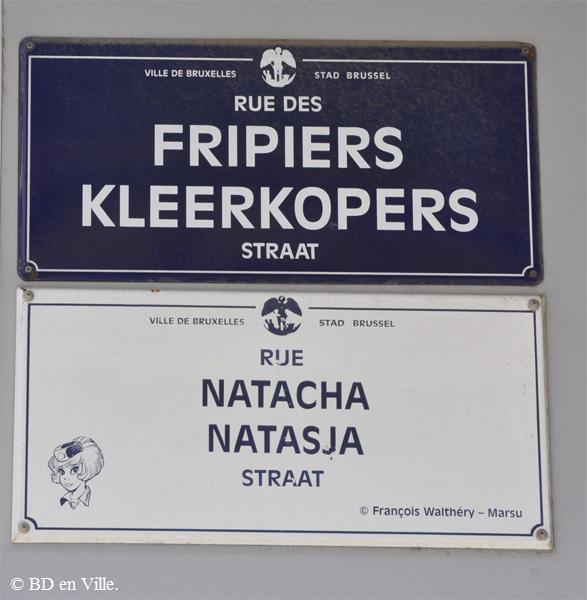 VILLE DE BRUXELLES STAD BRUSSEL
RUE DES
FRIPIERS
KLEERKOPERS
STRAAT
VILLE DE BRUXELLES STAD BRUSSEL
RUE
NATACHA
NATASJA
STRAAT
© François Walthéry – Marsu
© BD en Ville.